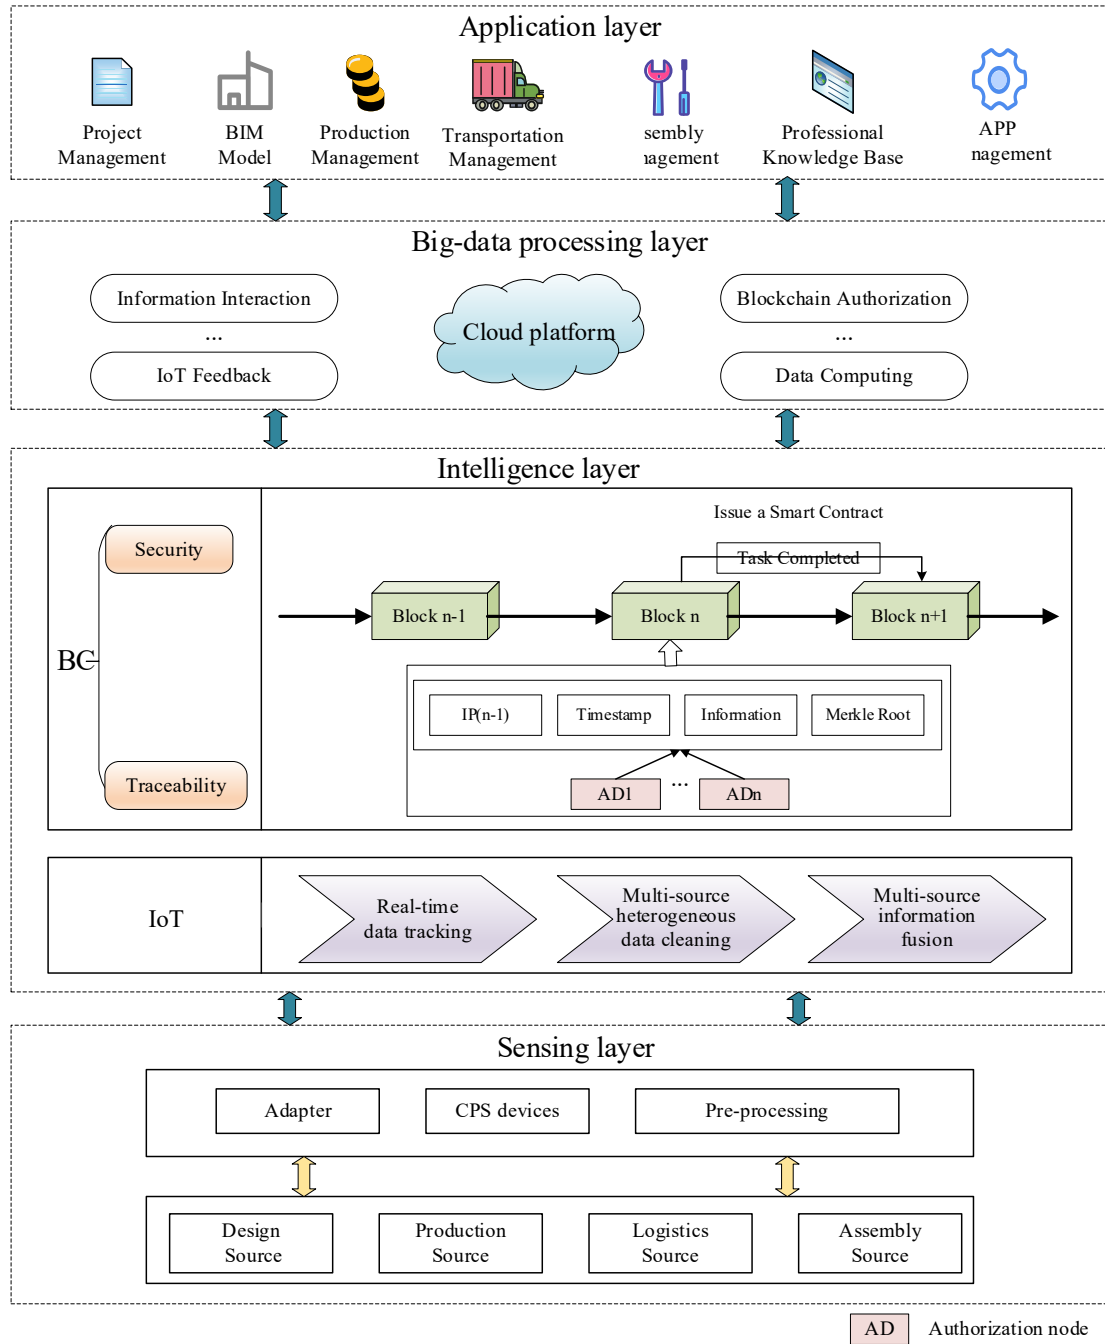 Application layer
Project
Management
BIM
Model
Production
Management
Transportation
Management
sembly
nagement
Professional
Knowledge Base
APP
nagement
Big-data processing layer
Information Interaction
...
IoT Feedback
Cloud platform
Blockchain Authorization
...
Data Computing
Intelligence layer
BC
Security
Traceability
Issue a Smart Contract
Task Completed
Block n-1
Block n
Block n+1
IP(n-1)
Timestamp
Information
Merkle Root
AD1
...
ADn
IoT
Real-time
data tracking
Multi-source
heterogeneous
data cleaning
Multi-source
information
fusion
Sensing layer
Adapter
CPS devices
Pre-processing
Design
Source
Production
Source
Logistics
Source
Assembly
Source
AD
Authorization node